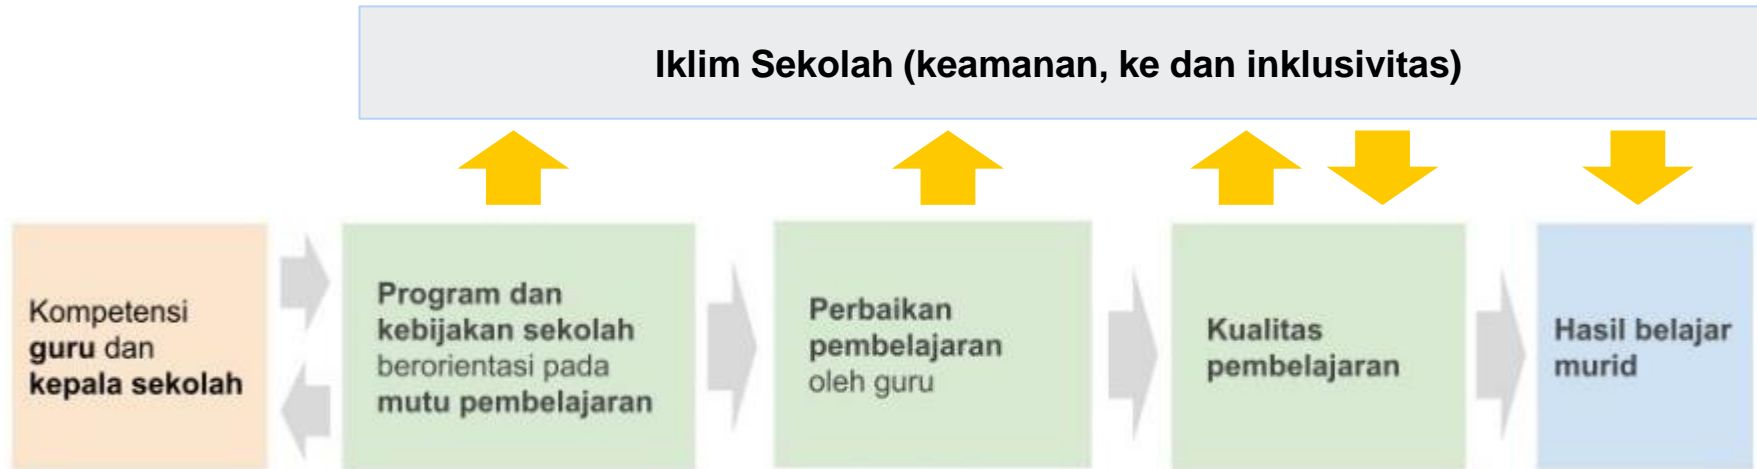 Iklim Sekolah (keamanan, ke dan inklusivitas)
Kompetensi
guru dan
kepala sekolah
Program dan
kebijakan sekolah
berorientasi pada
mutu pembelajaran
Perbaikan
pembelajaran
oleh guru
Kualitas
pembelajaran
Hasil belajar
murid